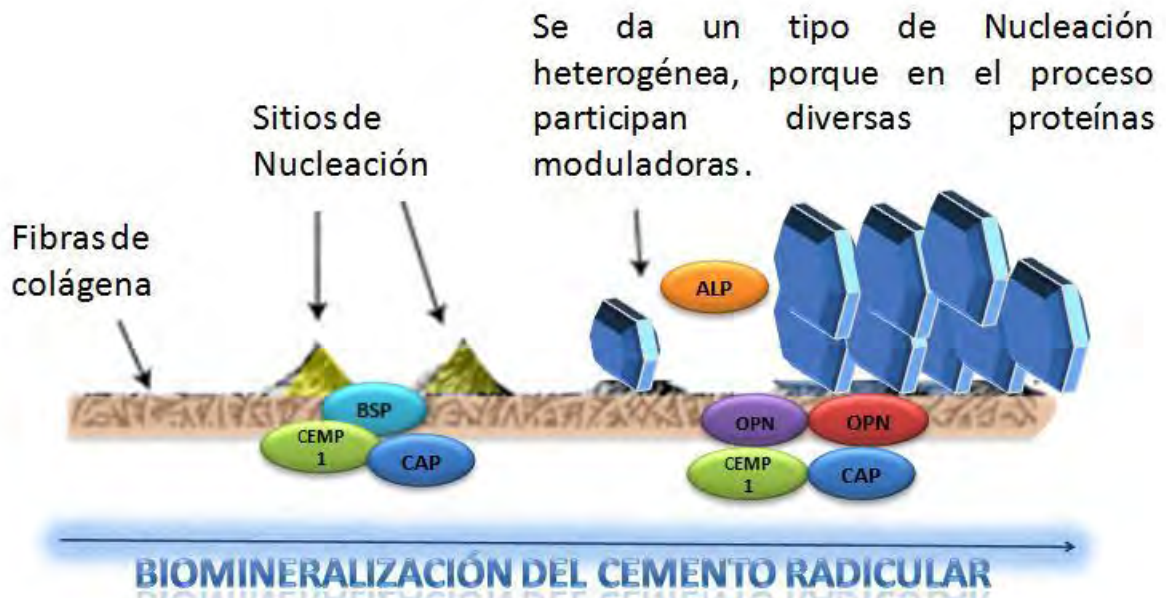 Se da un tipo de Nucleación
heterogénea, porque en el proceso
participan diversas proteínas
moduladoras.
Sitios de
Nucleación
Fibras de
colágena
ALP
BSP
CEMP
1
CAP
OPN
OPN
CEMP
1
CAP
BIOMINERALIZACIÓN DEL CEMENTO RADICULAR